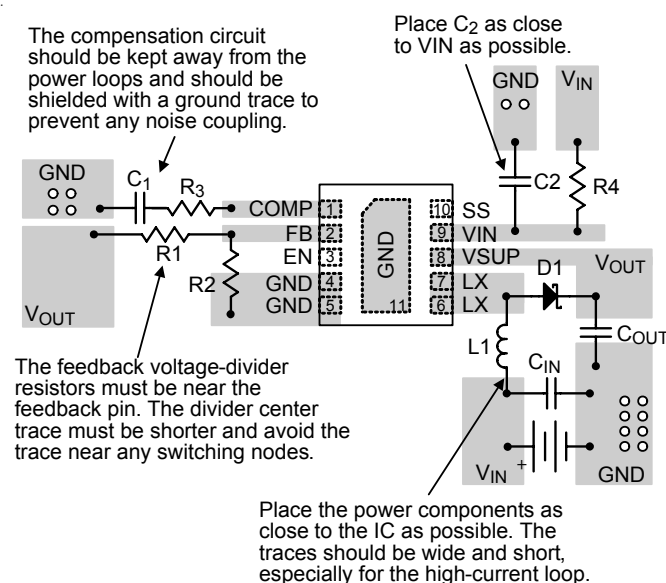 The compensation circuit
should be kept away from the
power loops and should be
shielded with a ground trace to
prevent any noise coupling.
Place C2 as close
to VIN as possible.
GND
VIN
GND
C1
R3
C2
R4
COMP
1
10
SS
FB
2
9
VIN
R1
EN
3
GND
8
VSUP
D1
VOUT
R2
GND
4
7
LX
VOUT
GND
5
11
6
LX
L1
COUT
CIN
The feedback voltage-divider
resistors must be near the
feedback pin. The divider center
trace must be shorter and avoid the
trace near any switching nodes.
VIN
+
GND
Place the power components as
close to the IC as possible. The
traces should be wide and short,
especially for the high-current loop.